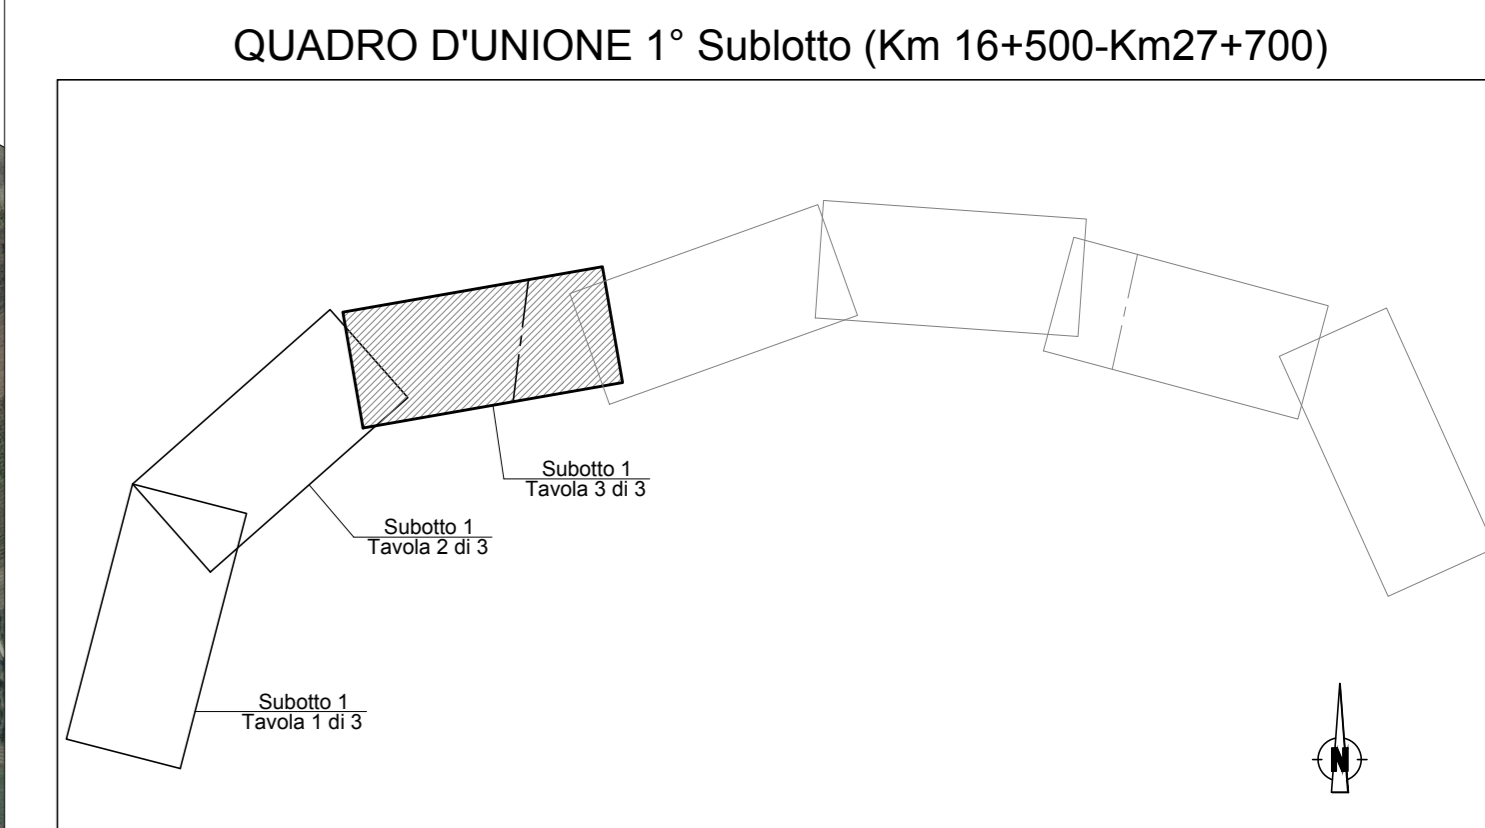 QUADRO D'UNIONE 1° Sublotto (Km 16+500-Km27+700)
Subotto 1
Tavola 3 di 3
Subotto 1
Tavola 2 di 3
Subotto 1
Tavola 1 di 3
N